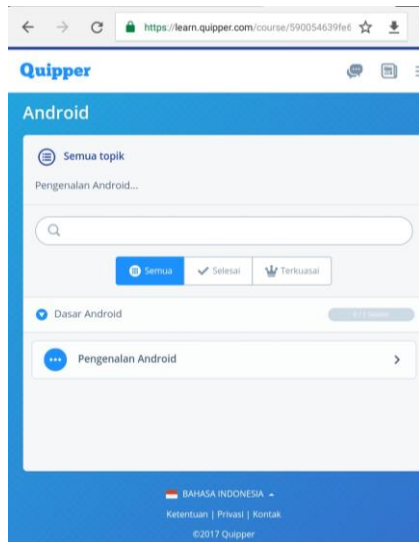 https://learn.quipper.com/course/590054639fe6
Quipper
Android
Semua topik
Pengenalan Android...
Semua
Selesai
Terkuasai
Dasar Android
Pengenalan Android
BAHASA INDONESIA
Ketentuan | Privasi | Kontak
©2017 Quipper